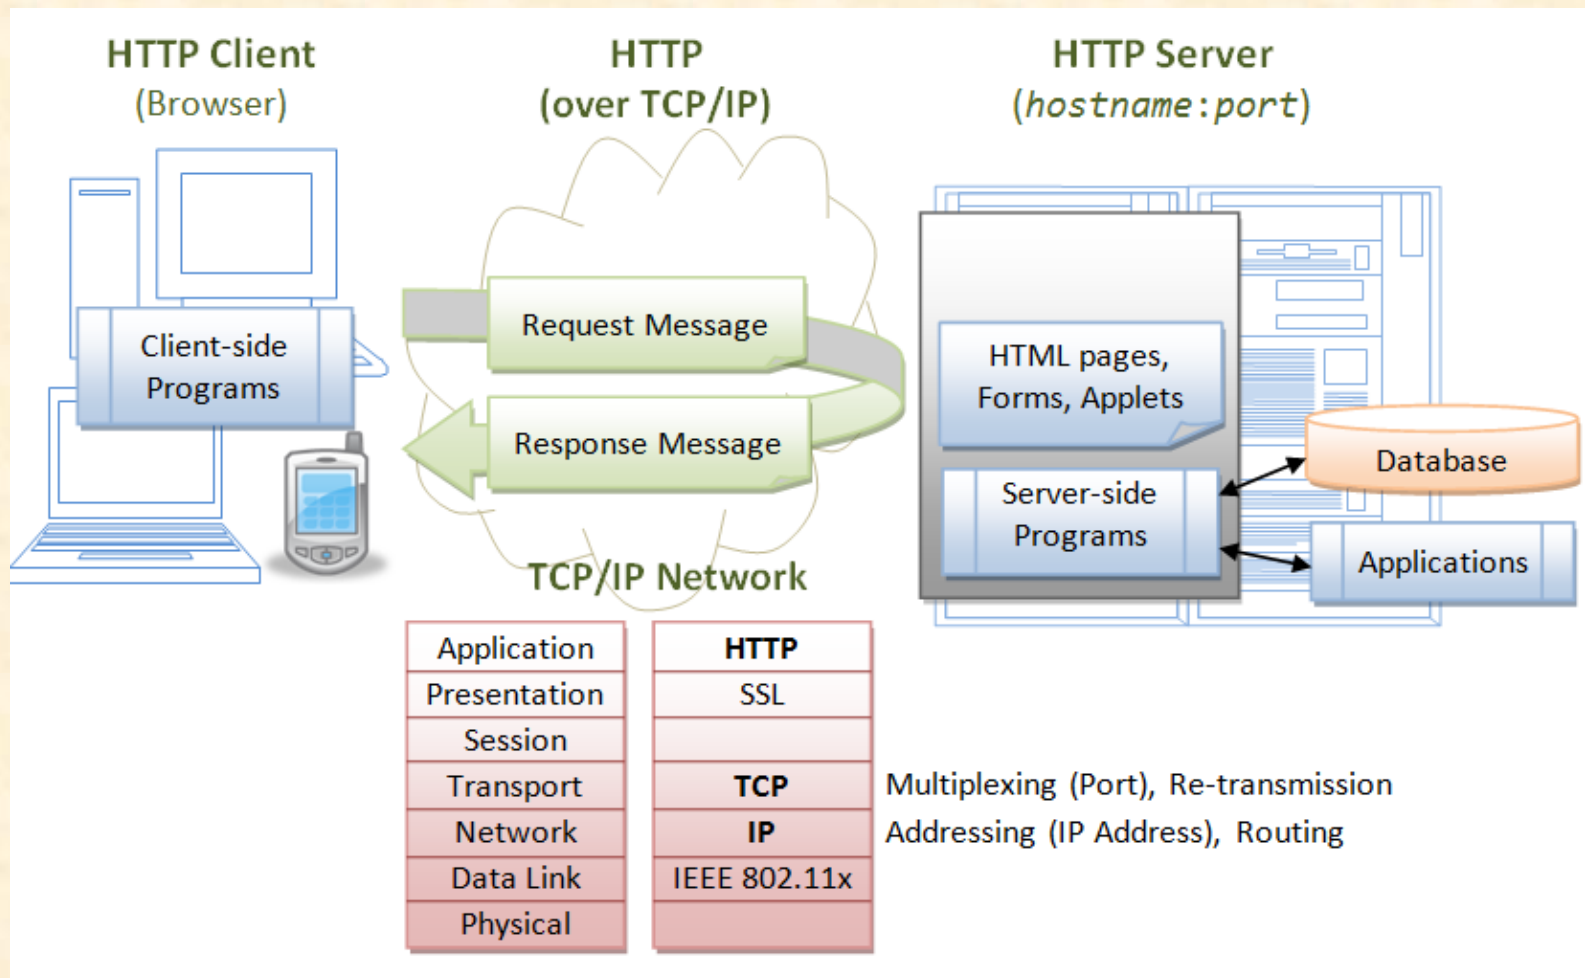 HTTP Client
(Browser)
HTTP
(over TCP/IP)
HTTP Server
(hostname:port)
Client-side
Programs
Request Message
Response Message
HTML pages,
Forms, Applets
Server-side
Programs
Database
Applications
TCP/IP Network
Application HTTP
Presentation SSL
Session
Transport TCP Multiplexing (Port), Re-transmission
Network IP Addressing (IP Address), Routing
Data Link IEEE 802.11x
Physical